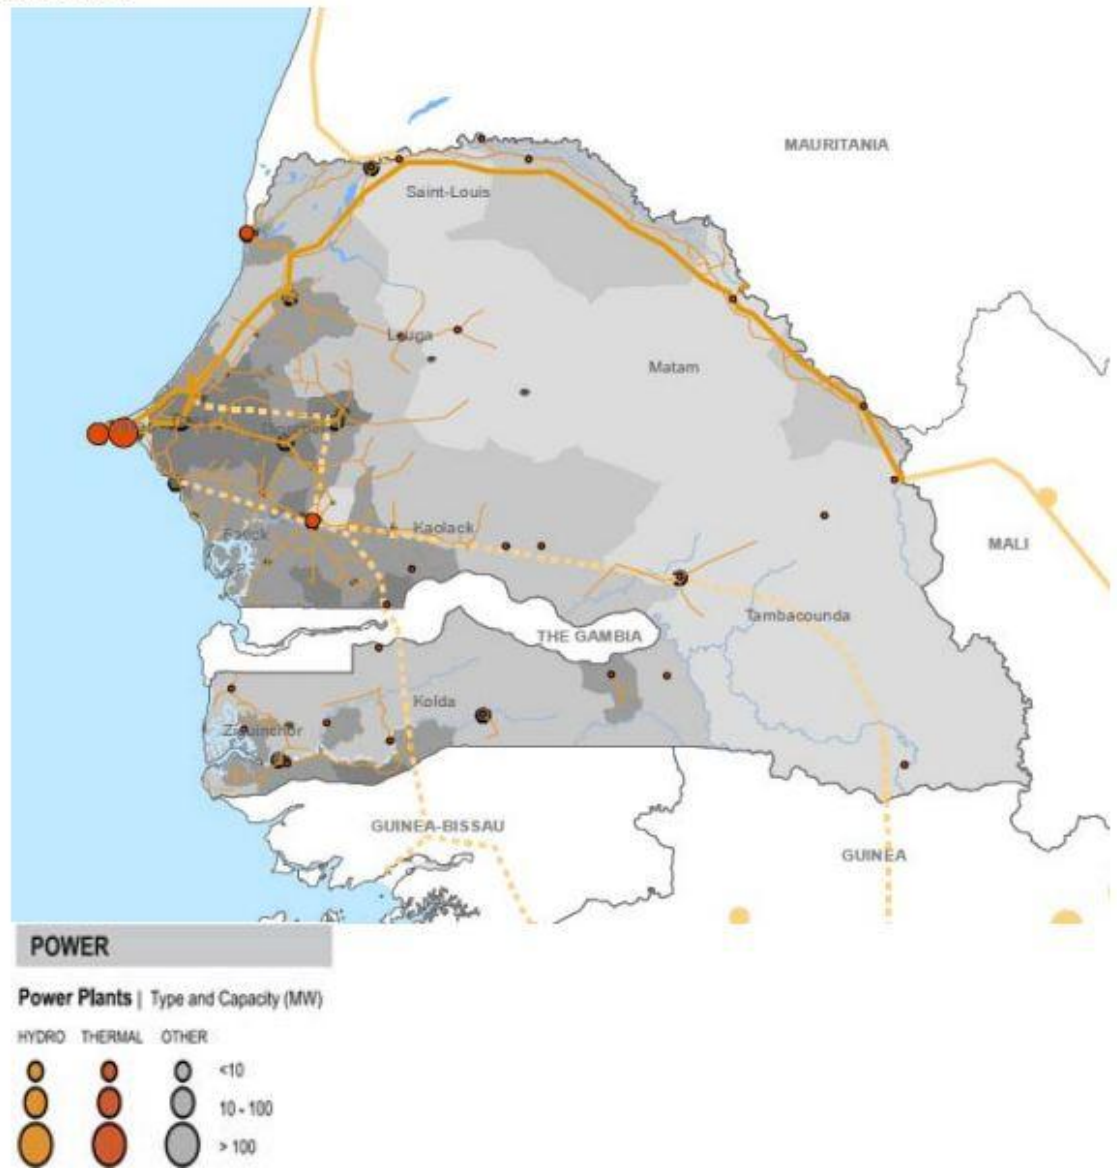 MAURITANIA
Saint-Louis
Louga
Matam
Kaolack
MALI
Fatick
Tambacounda
THE GAMBIA
Kolda
Ziguinchor
GUINEA-BISSAU
GUINEA
POWER
Power Plants | Type and Capacity (MW)
HYDRO THERMAL OTHER
<10
10 - 100
> 100